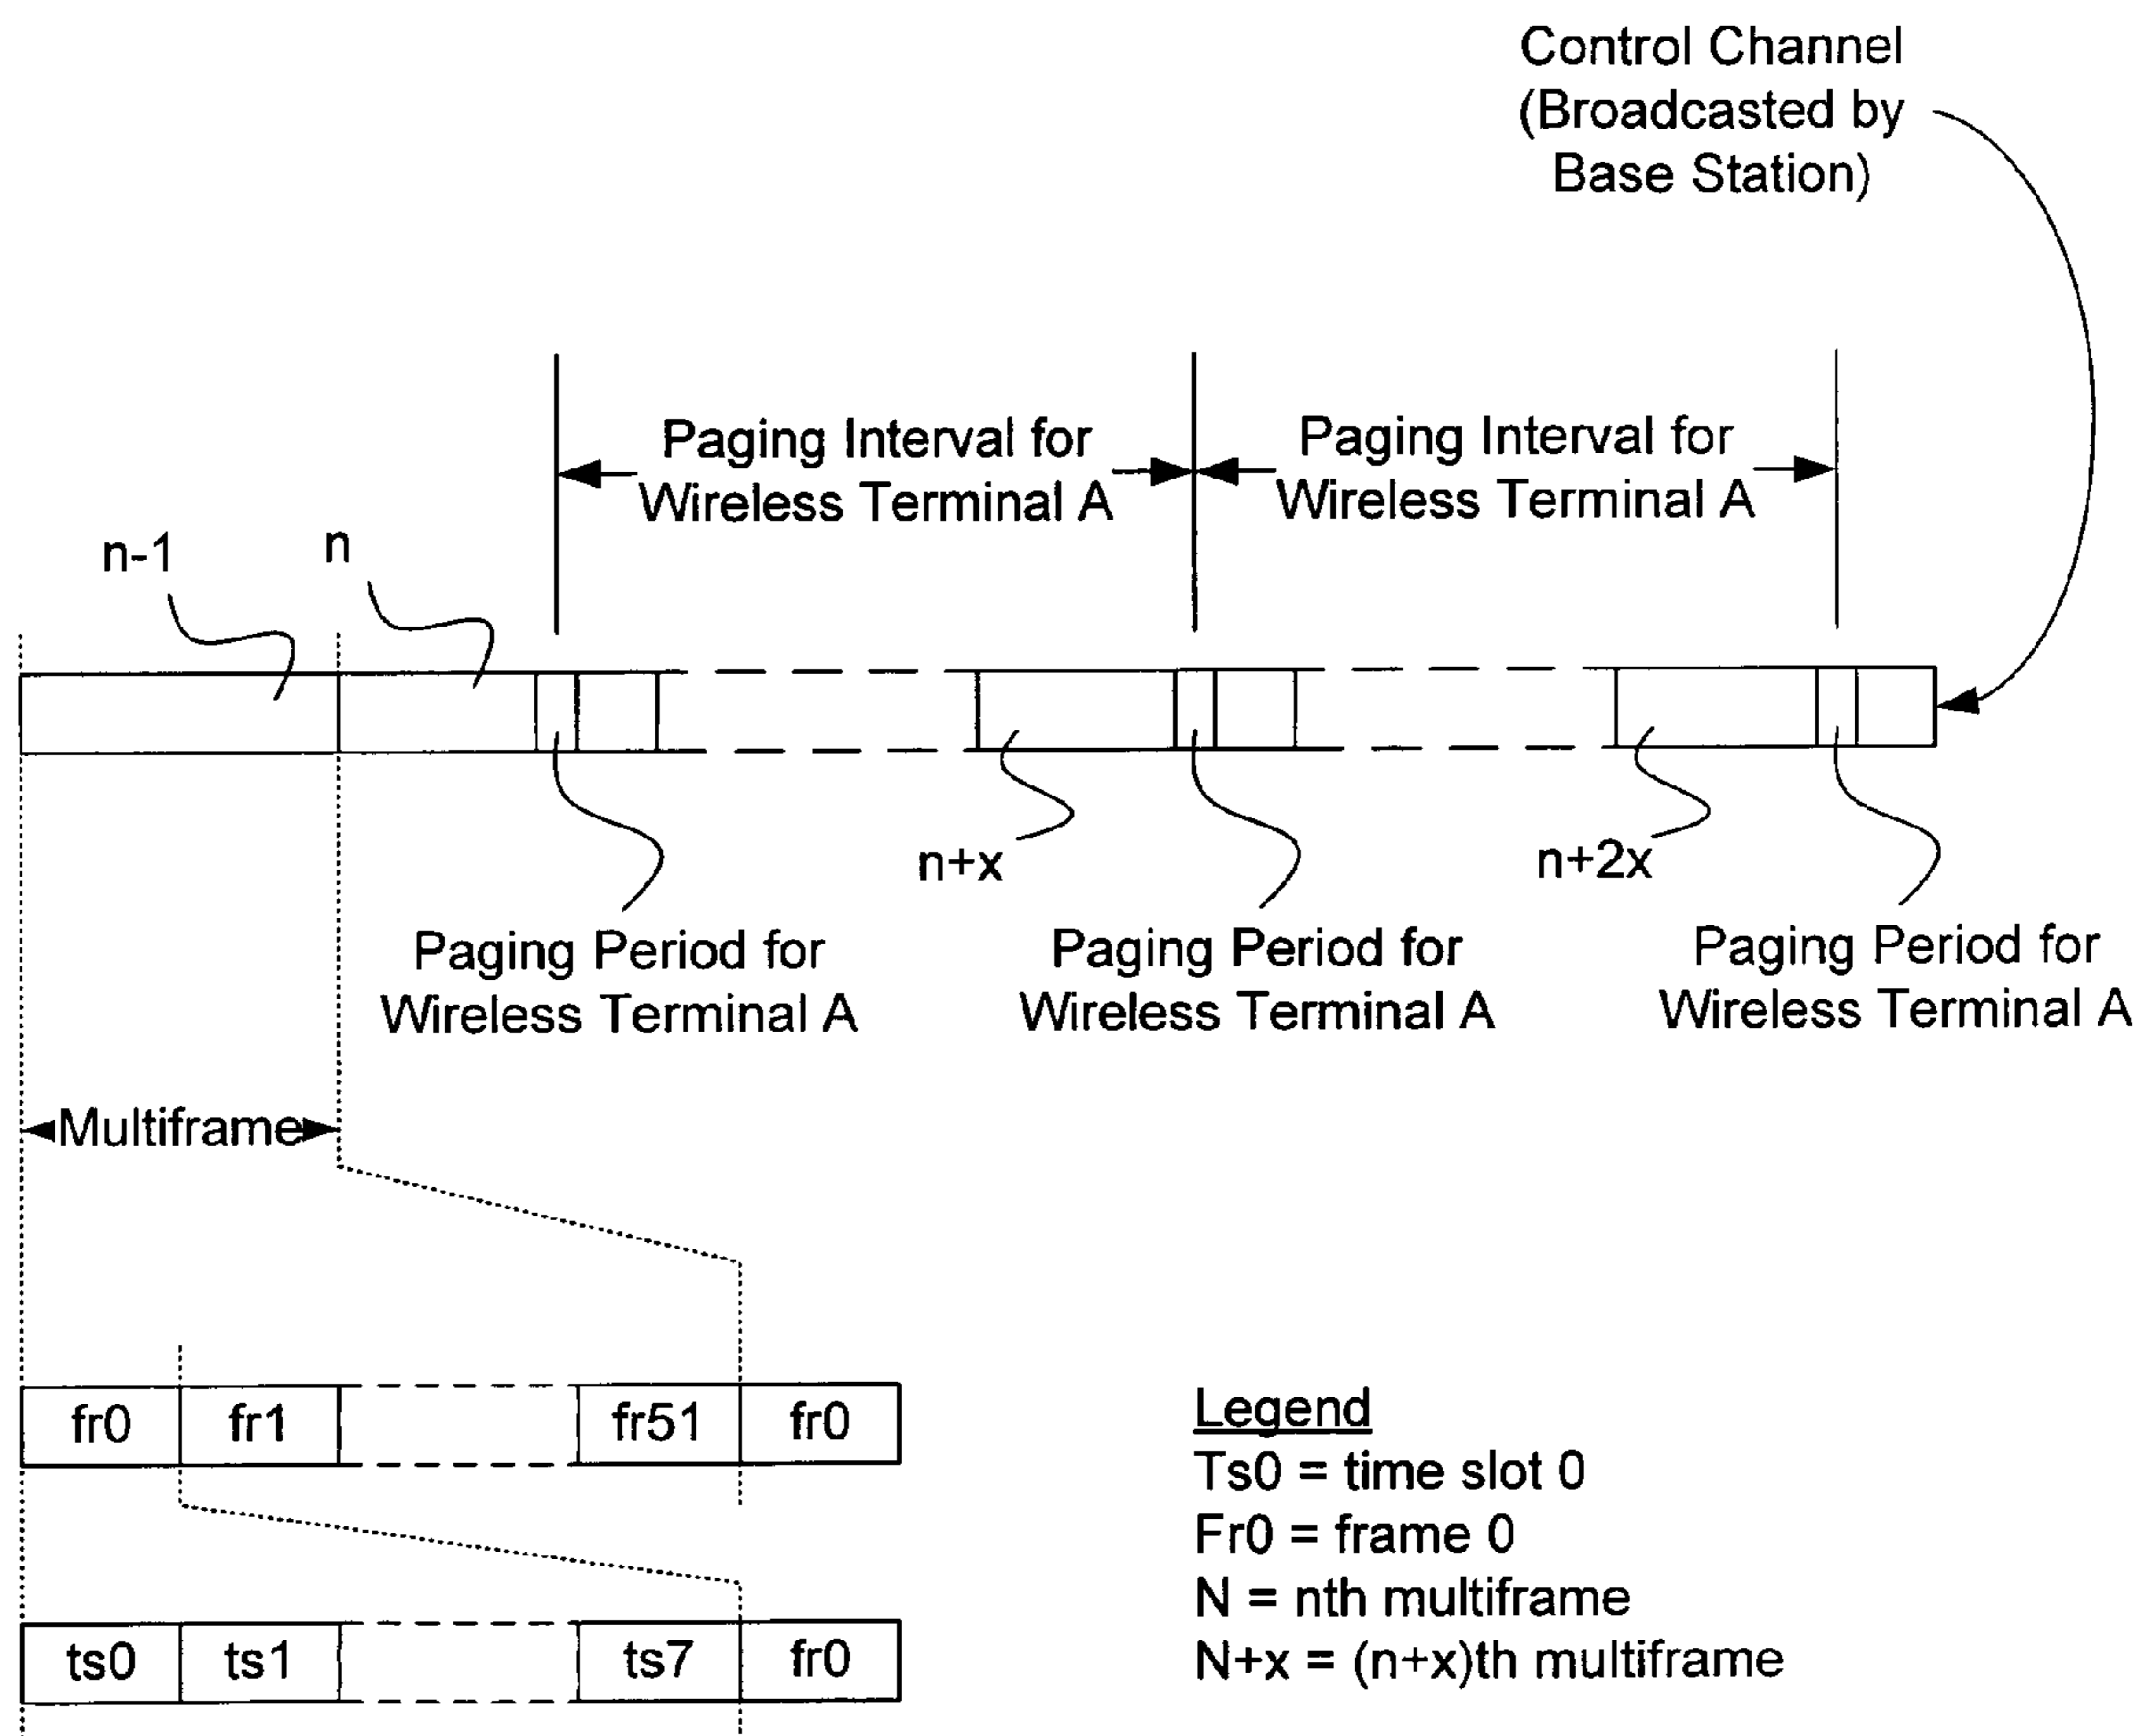 Control Channel
(Broadcasted by
Base Station)
Paging Interval for
Wireless Terminal A
Paging Interval for
Wireless Terminal A
n-1
n
n+x
n+2x
Paging Period for
Wireless Terminal A
Paging Period for
Wireless Terminal A
Paging Period for
Wireless Terminal A
Multiframe
fr0 fr1 fr51 fr0
ts0 ts1 ts7 fr0
Legend
Ts0 = time slot 0
Fr0 = frame 0
N = nth multiframe
N+x = (n+x)th multiframe